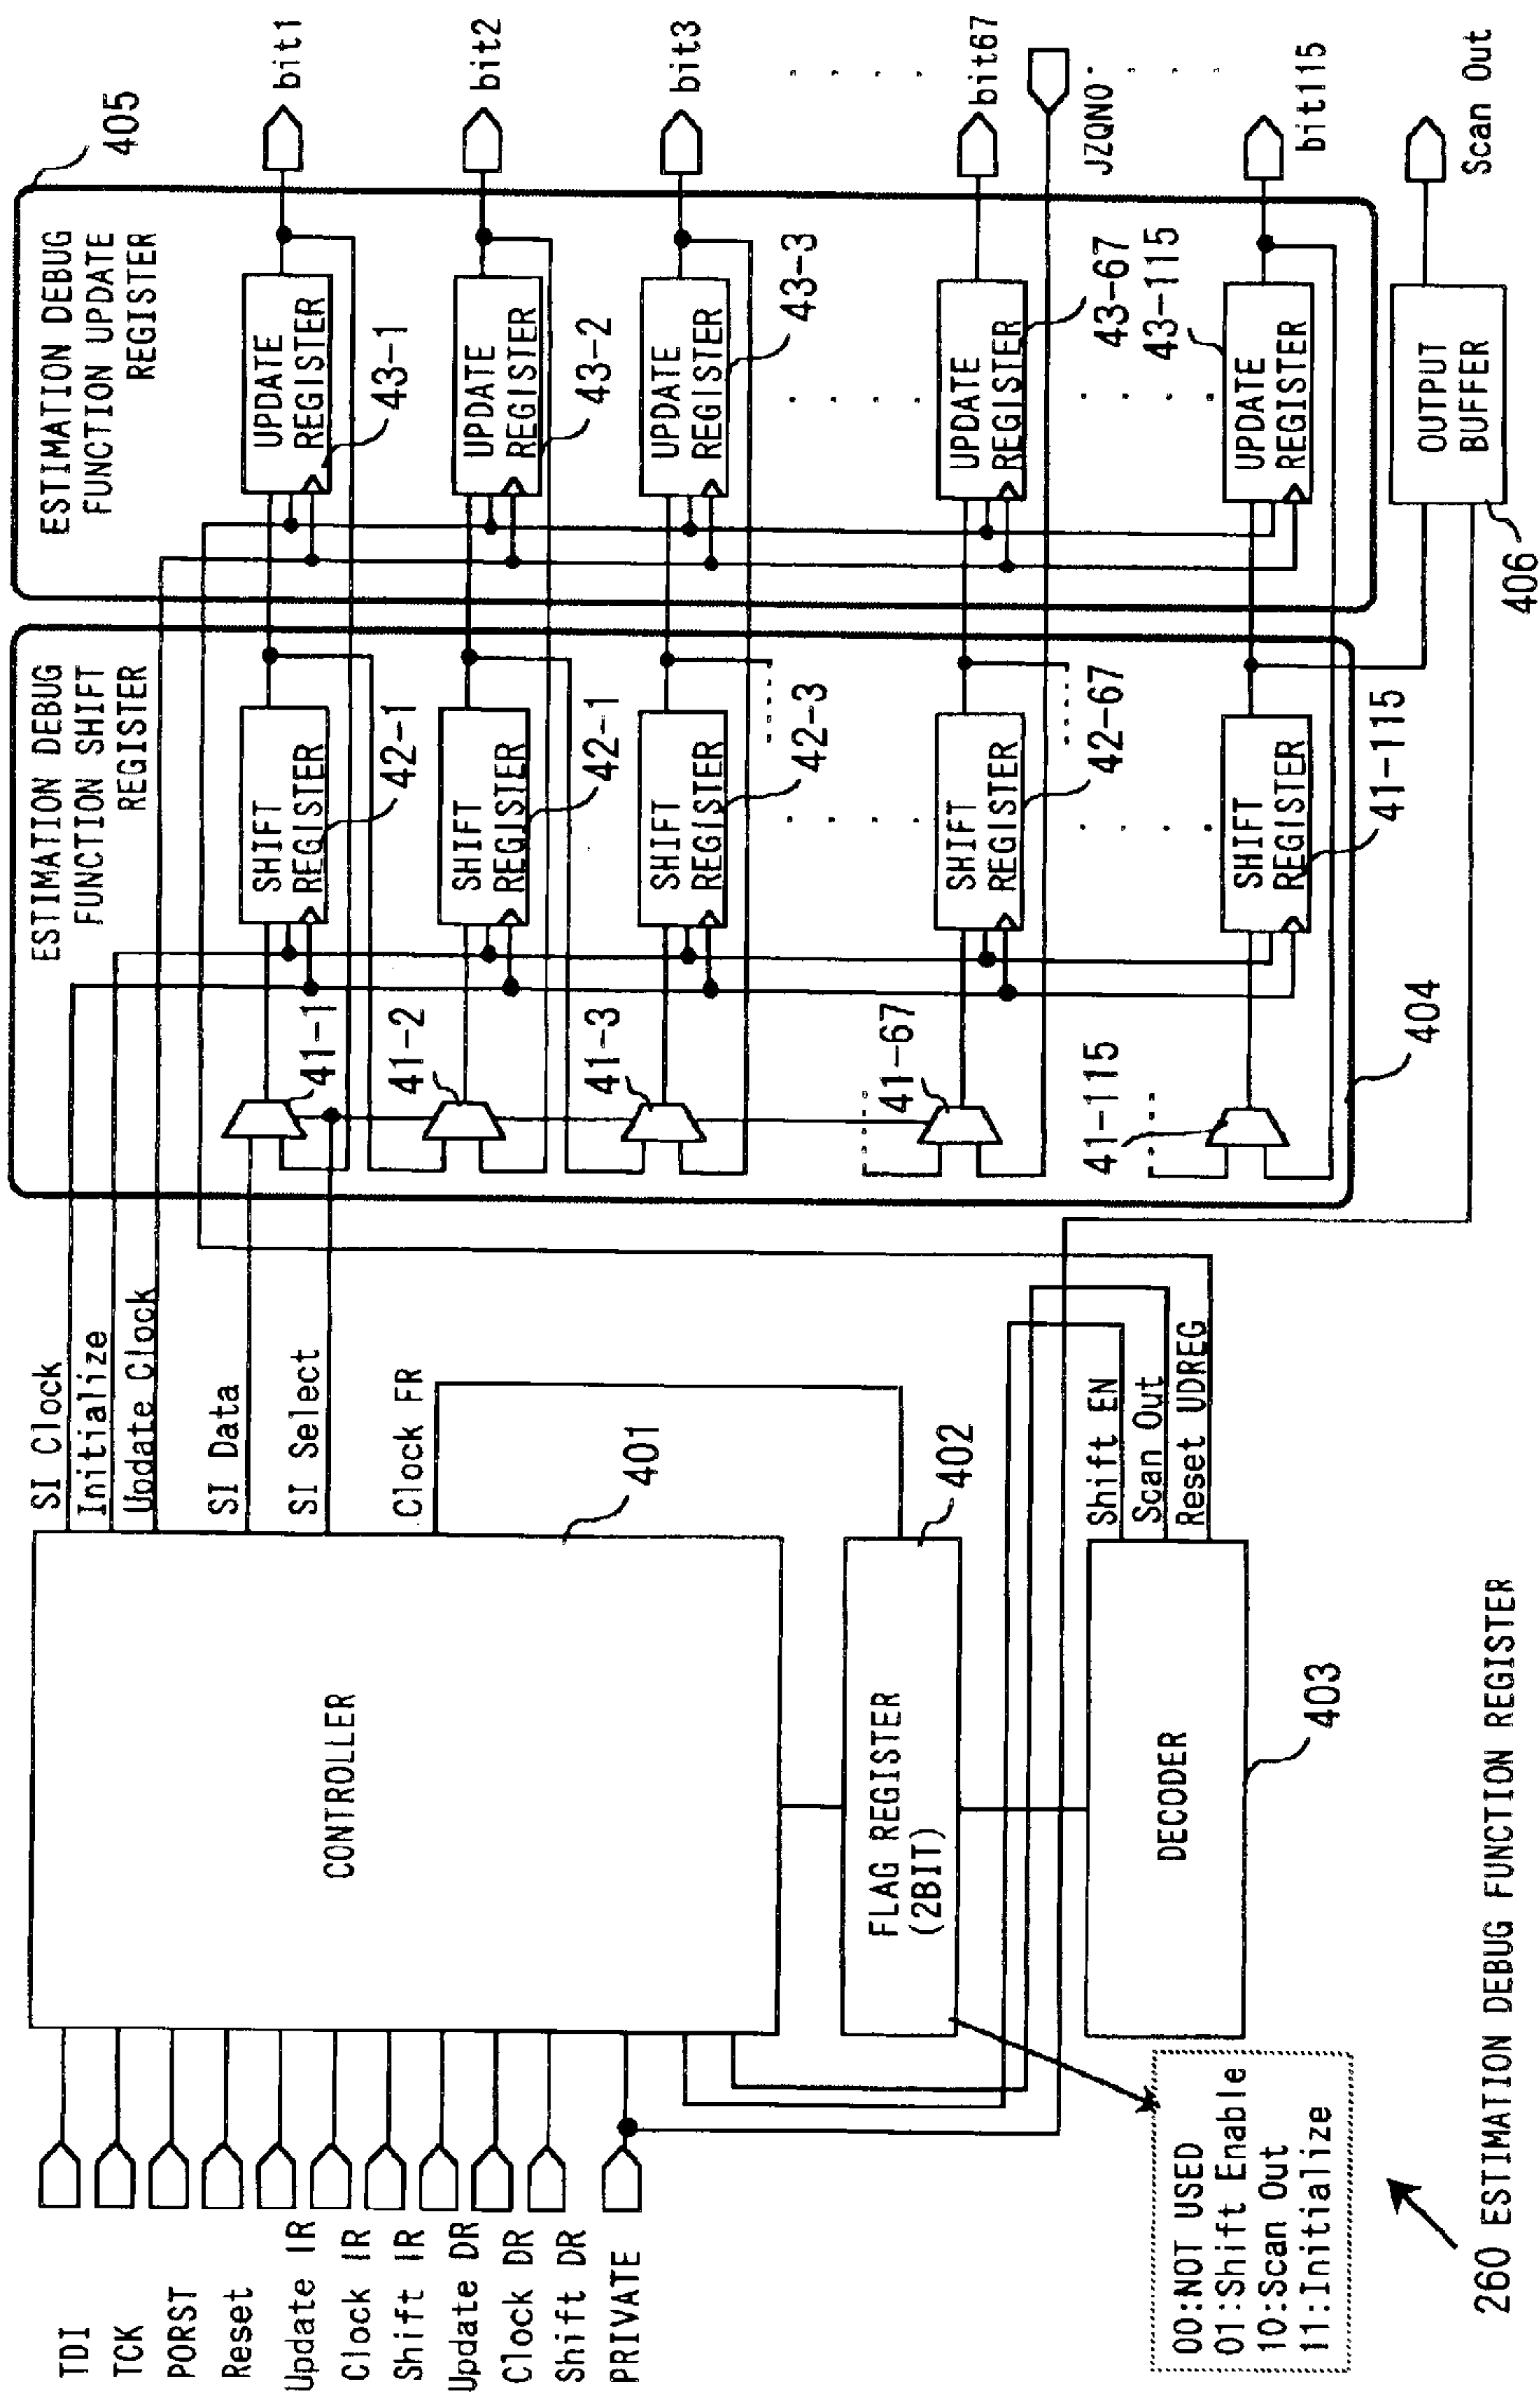 TDI
TCK
PORST
Reset
Update IR
Clock IR
Shift IR
Update DR
Clock DR
Shift DR
PRIVATE
CONTROLLER
401
SI Clock
Initialize
Update Clock
SI Data
SI Select
Clock FR
FLAG REGISTER
(2BIT)
402
DECODER
403
Shift EN
Scan Out
Reset UDREG
00:NOT USED
01:Shift Enable
10:Scan Out
11:Initialize
ESTIMATION DEBUG
FUNCTION SHIFT
REGISTER
404
41-1
41-2
41-3
41-67
41-115
SHIFT
REGISTER
42-1
SHIFT
REGISTER
42-1
SHIFT
REGISTER
42-3
SHIFT
REGISTER
42-67
SHIFT
REGISTER
41-115
ESTIMATION DEBUG
FUNCTION UPDATE
REGISTER
405
UPDATE
REGISTER
43-1
UPDATE
REGISTER
43-2
UPDATE
REGISTER
43-3
UPDATE
REGISTER
43-67
43-115
UPDATE
REGISTER
OUTPUT
BUFFER
406
bit1
bit2
bit3
bit67
JZQNO
bit115
Scan Out
260 ESTIMATION DEBUG FUNCTION REGISTER